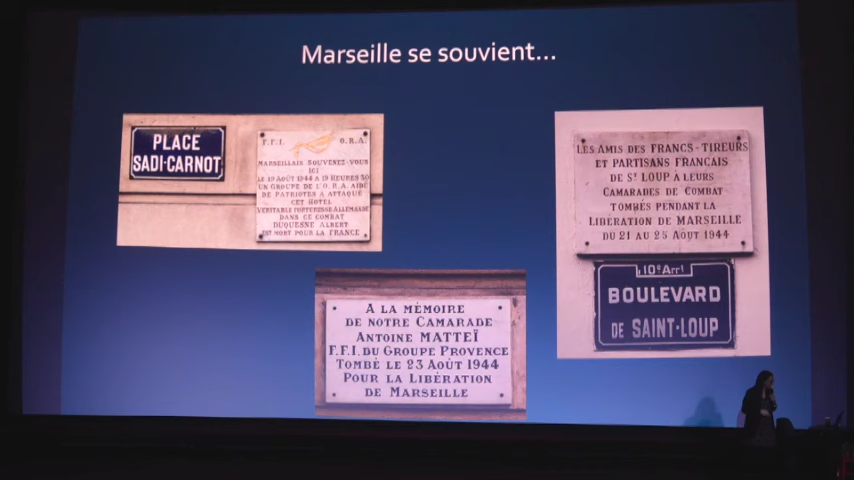 Marseille se souvient...
PLACE
SADI-CARNOT
F.F.I. O.R.A.
MARSEILLAIS SOUVENEZ-VOUS
ICI
LE 19 AOÛT 1944 A 19 HEURES 30
UN GROUPE DE L'O.R.A. AIDÉ
DE PATRIOTES A ATTAQUÉ
CET HÔTEL
VÉRITABLE FORTERESSE ALLEMANDE
DANS CE COMBAT
DUQUESNE ALBERT
EST MORT POUR LA FRANCE
A LA MÉMOIRE
DE NOTRE CAMARADE
ANTOINE MATTEÏ
F.F.I. DU GROUPE PROVENCE
TOMBÉ LE 23 AOÛT 1944
POUR LA LIBÉRATION
DE MARSEILLE
LES AMIS DES FRANCS-TIREURS
ET PARTISANS FRANÇAIS
DE St LOUP À LEURS
CAMARADES DE COMBAT
TOMBÉS PENDANT LA
LIBÉRATION DE MARSEILLE
DU 21 AU 25 AOUT 1944
10e Arrt
BOULEVARD
DE SAINT-LOUP